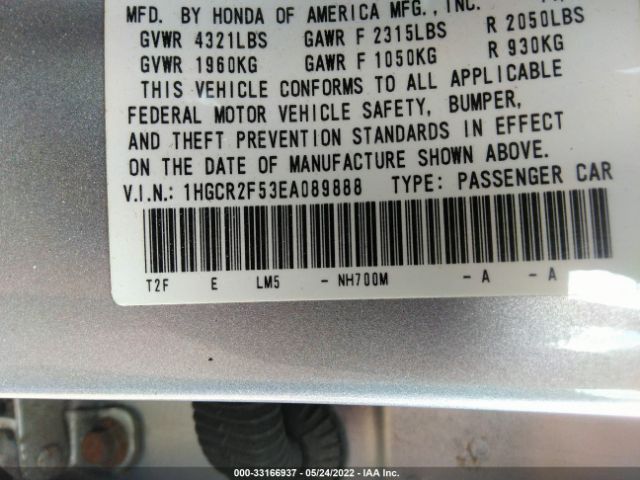 MFD. BY HONDA OF AMERICA MFG., INC.
GVWR 4321LBS GAWR F 2315LBS R 2050LBS
GVWR 1960KG GAWR F 1050KG R 930KG
THIS VEHICLE CONFORMS TO ALL APPLICABLE
FEDERAL MOTOR VEHICLE SAFETY, BUMPER,
AND THEFT PREVENTION STANDARDS IN EFFECT
ON THE DATE OF MANUFACTURE SHOWN ABOVE.
V.I.N.: 1HGCR2F53EA089888 TYPE: PASSENGER CAR
T2F E LM5 - NH700M - A - A
000-33166937 - 05/24/2022 - IAA Inc.